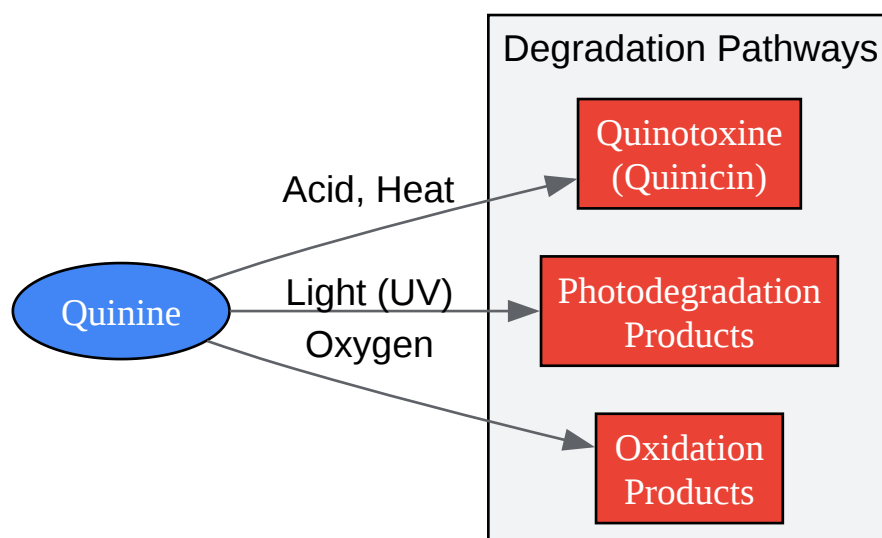 Degradation Pathways
Quinotoxine
(Quinicin)
Acid, Heat
Quinine
Light (UV)
Photodegradation
Products
Oxygen
Oxidation
Products